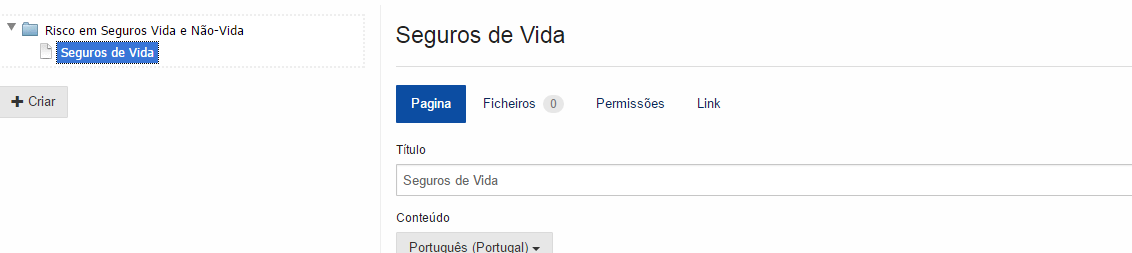 Risco em Seguros Vida e Não-Vida
Seguros de Vida
Criar
Seguros de Vida
Pagina
Ficheiros 0
Permissões
Link
Título
Seguros de Vida
Conteúdo
Português (Portugal)